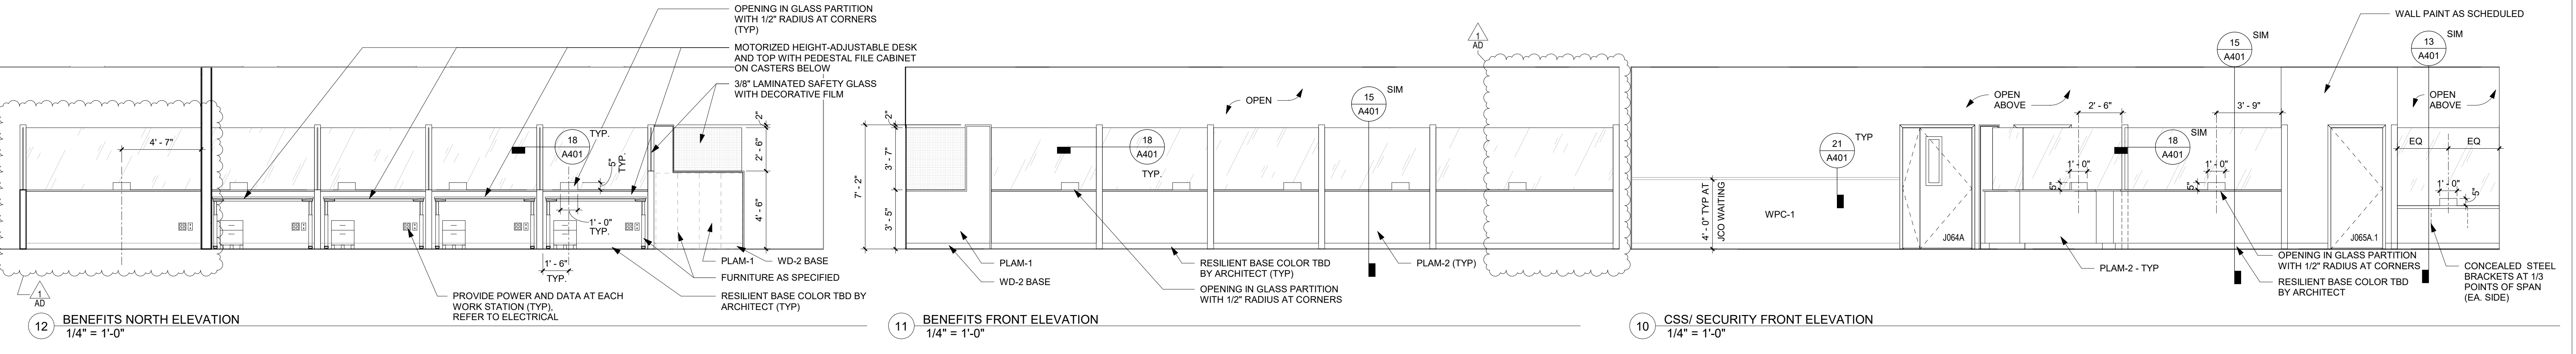 OPENING IN GLASS PARTITION
WITH 1/2" RADIUS AT CORNERS
(TYP)
MOTORIZED HEIGHT-ADJUSTABLE DESK
AND TOP WITH PEDESTAL FILE CABINET
ON CASTERS BELOW
3/8" LAMINATED SAFETY GLASS
WITH DECORATIVE FILM
4' - 7"
18
A401
TYP.
5"
TYP.
2"
2' - 6"
4' - 6"
1' - 0"
TYP.
1' - 6"
TYP.
PLAM-1
WD-2 BASE
FURNITURE AS SPECIFIED
PROVIDE POWER AND DATA AT EACH
WORK STATION (TYP),
REFER TO ELECTRICAL
RESILIENT BASE COLOR TBD BY
ARCHITECT (TYP)
1
AD
12
BENEFITS NORTH ELEVATION
1/4" = 1'-0"
1
AD
OPEN
15
A401
SIM
2"
7' - 2"
3' - 7"
3' - 5"
18
A401
TYP.
PLAM-1
WD-2 BASE
RESILIENT BASE COLOR TBD
BY ARCHITECT (TYP)
OPENING IN GLASS PARTITION
WITH 1/2" RADIUS AT CORNERS
PLAM-2 (TYP)
11
BENEFITS FRONT ELEVATION
1/4" = 1'-0"
WALL PAINT AS SCHEDULED
15
A401
SIM
13
A401
SIM
OPEN
ABOVE
2' - 6"
3' - 9"
OPEN
ABOVE
21
A401
TYP
18
A401
SIM
EQ
EQ
1' - 0"
5"
1' - 0"
5"
1' - 0"
5"
4' - 0" TYP AT
JCO WAITING
WPC-1
J064A
J065A.1
PLAM-2 - TYP
OPENING IN GLASS PARTITION
WITH 1/2" RADIUS AT CORNERS
RESILIENT BASE COLOR TBD
BY ARCHITECT
CONCEALED STEEL
BRACKETS AT 1/3
POINTS OF SPAN
(EA. SIDE)
10
CSS/ SECURITY FRONT ELEVATION
1/4" = 1'-0"